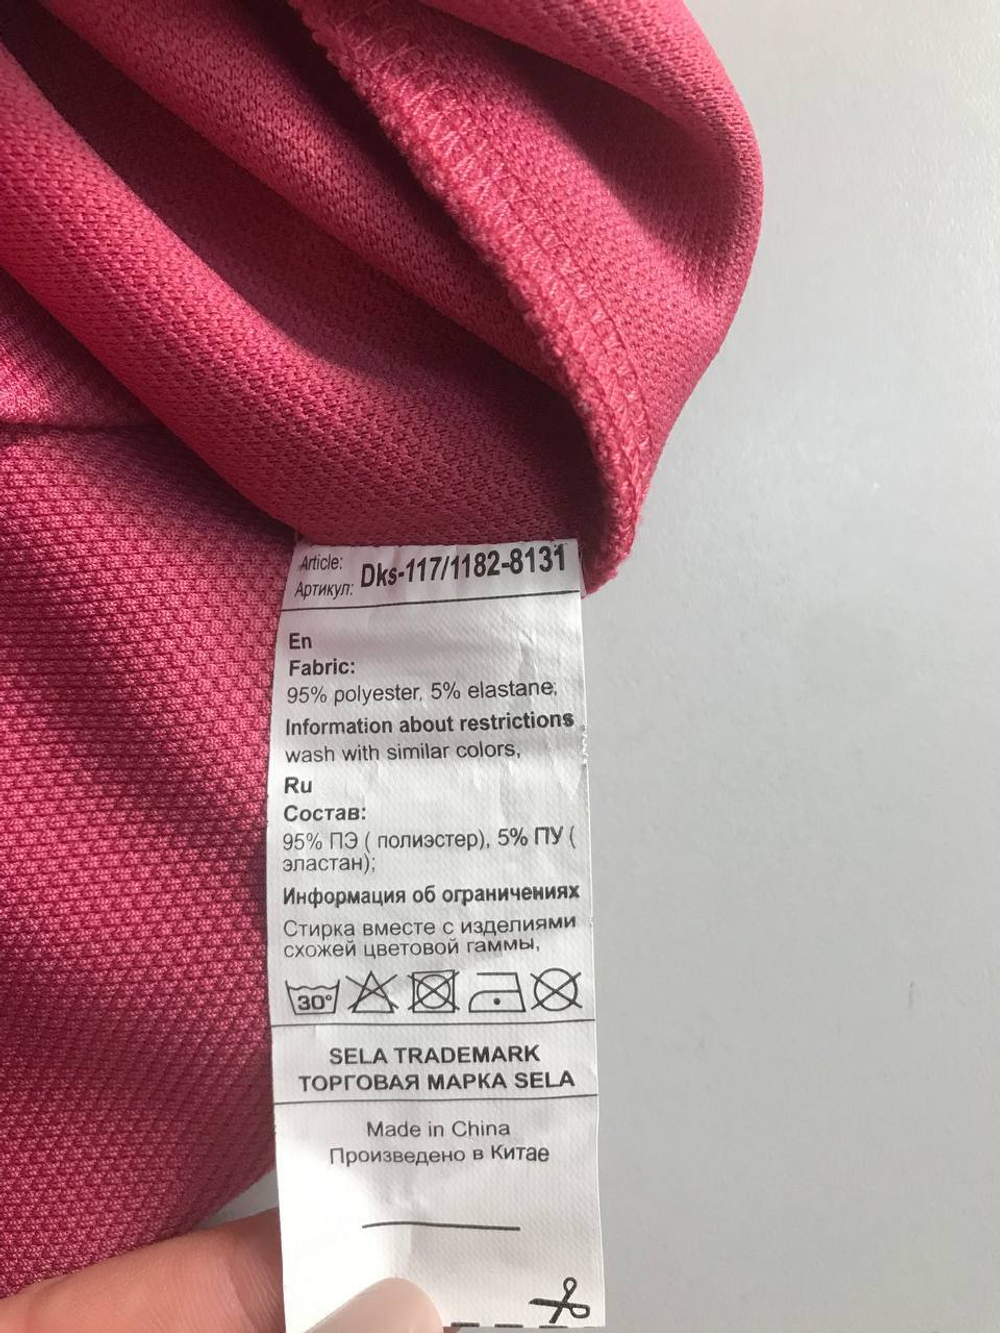 Article:
Артикул: Dks-117/1182-8131
En
Fabric:
95% polyester, 5% elastane;
Information about restrictions
wash with similar colors,
Ru
Состав:
95% ПЭ ( полиэстер), 5% ПУ (
эластан);
Информация об ограничениях
Стирка вместе с изделиями
схожей цветовой гаммы,
30°
SELA TRADEMARK
ТОРГОВАЯ МАРКА SELA
Made in China
Произведено в Китае